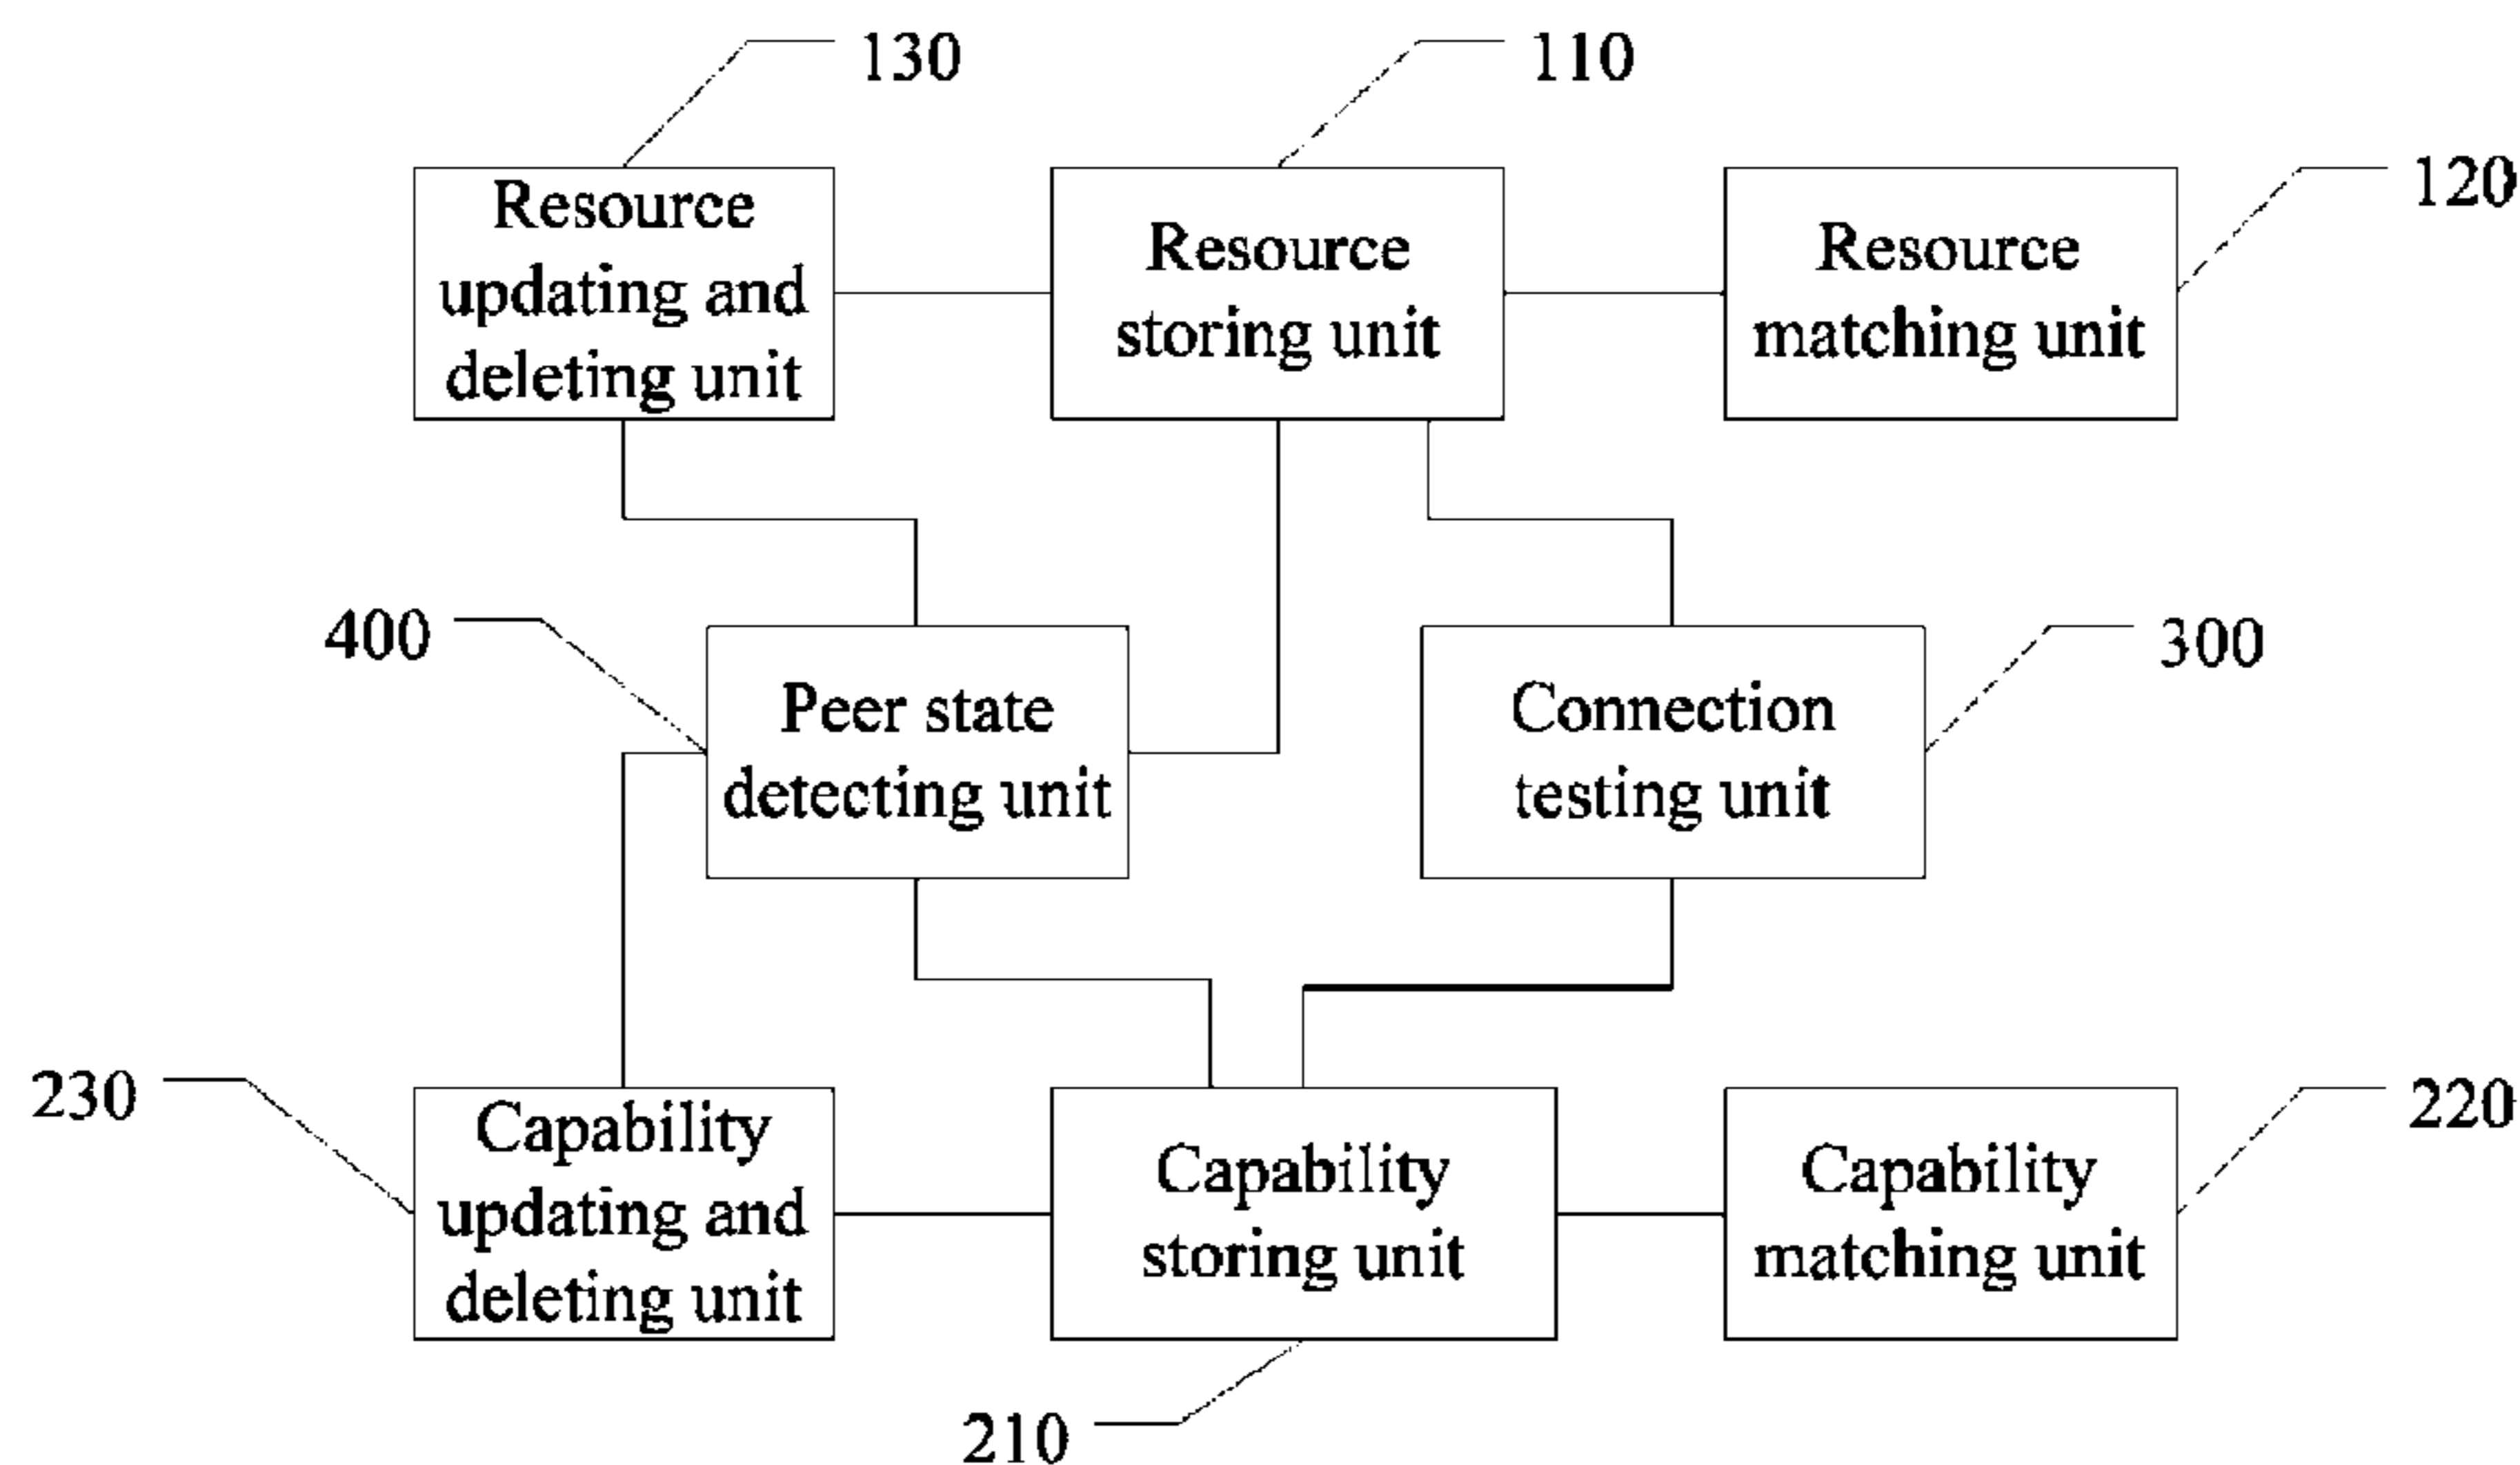 130
110
120
Resource
updating and
deleting unit
Resource
storing unit
Resource
matching unit
400
300
Peer state
detecting unit
Connection
testing unit
230
220
Capability
updating and
deleting unit
Capability
storing unit
Capability
matching unit
210